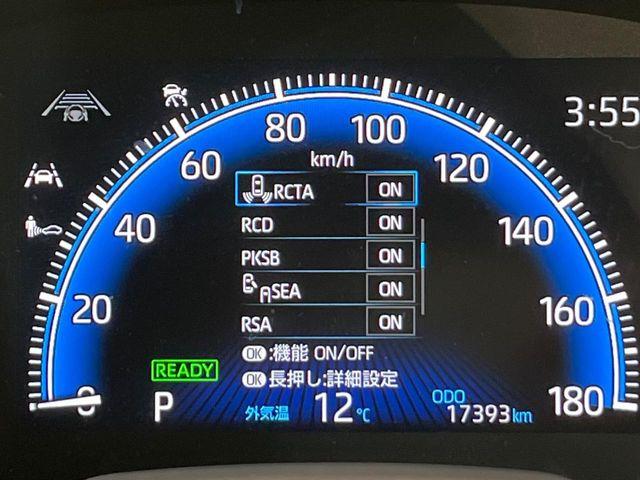 3:55
80
100
60
km/h
120
RCTA ON
RCD ON
40
140
PKSB ON
SEA ON
20
160
RSA ON
OK:機能 ON/OFF
READY
OK長押し:詳細設定
0
P
外気温 12℃
ODO
17393km
180